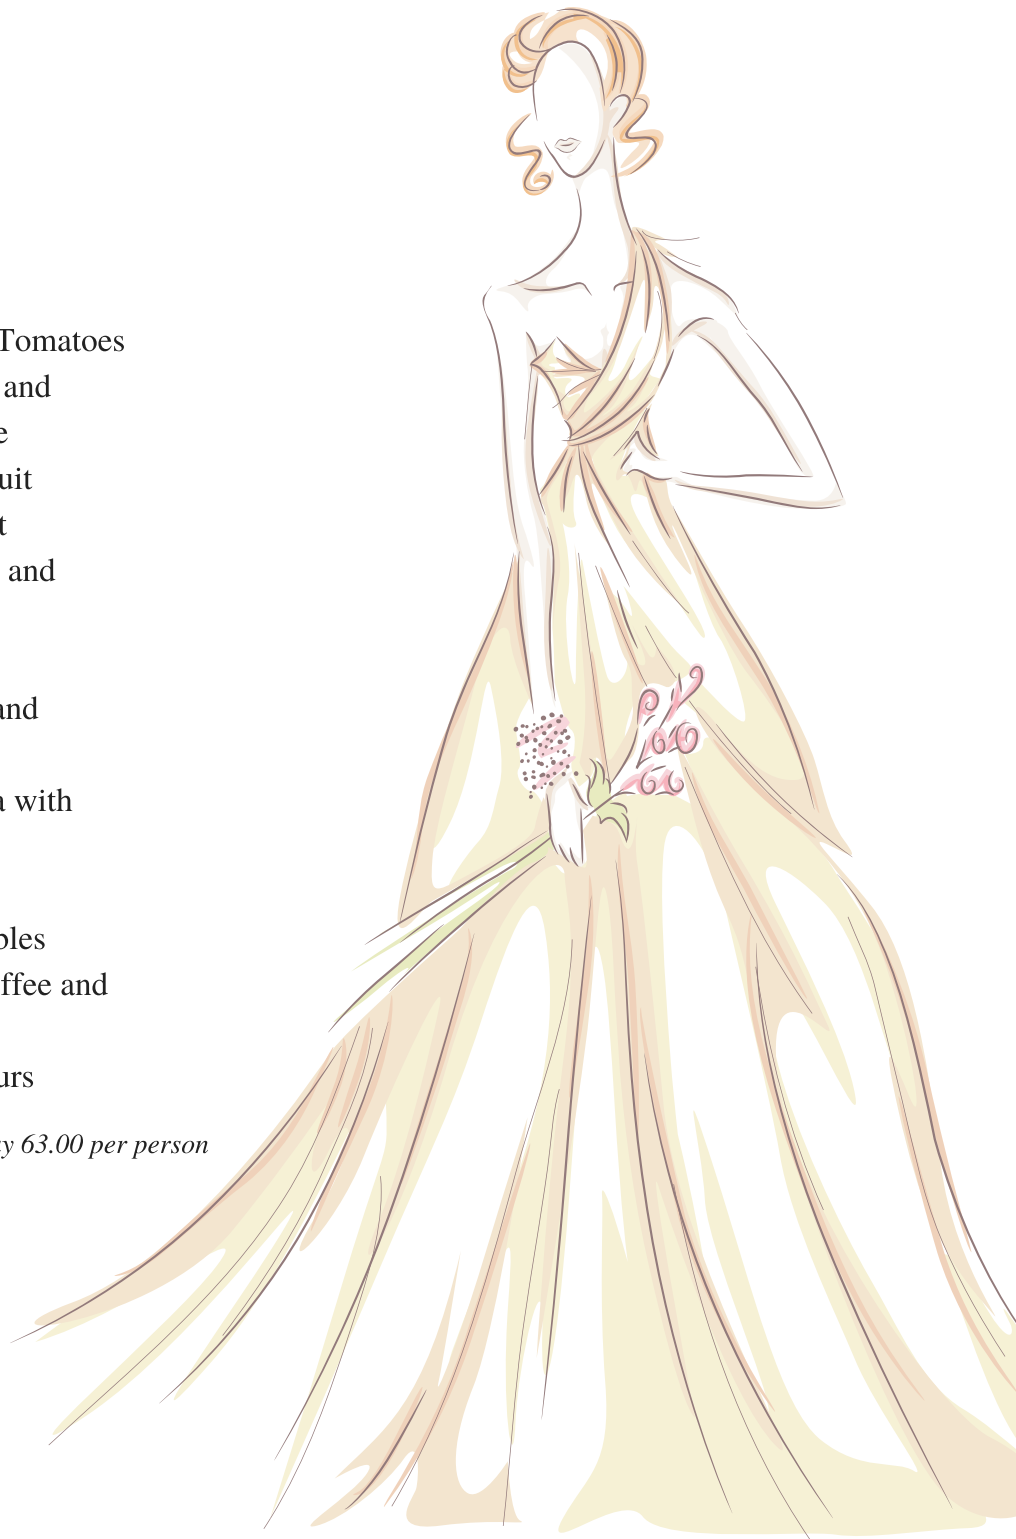 Tomatoes
and
e
uit
t
and
and
a with
bles
ffee and
urs
y 63.00 per person